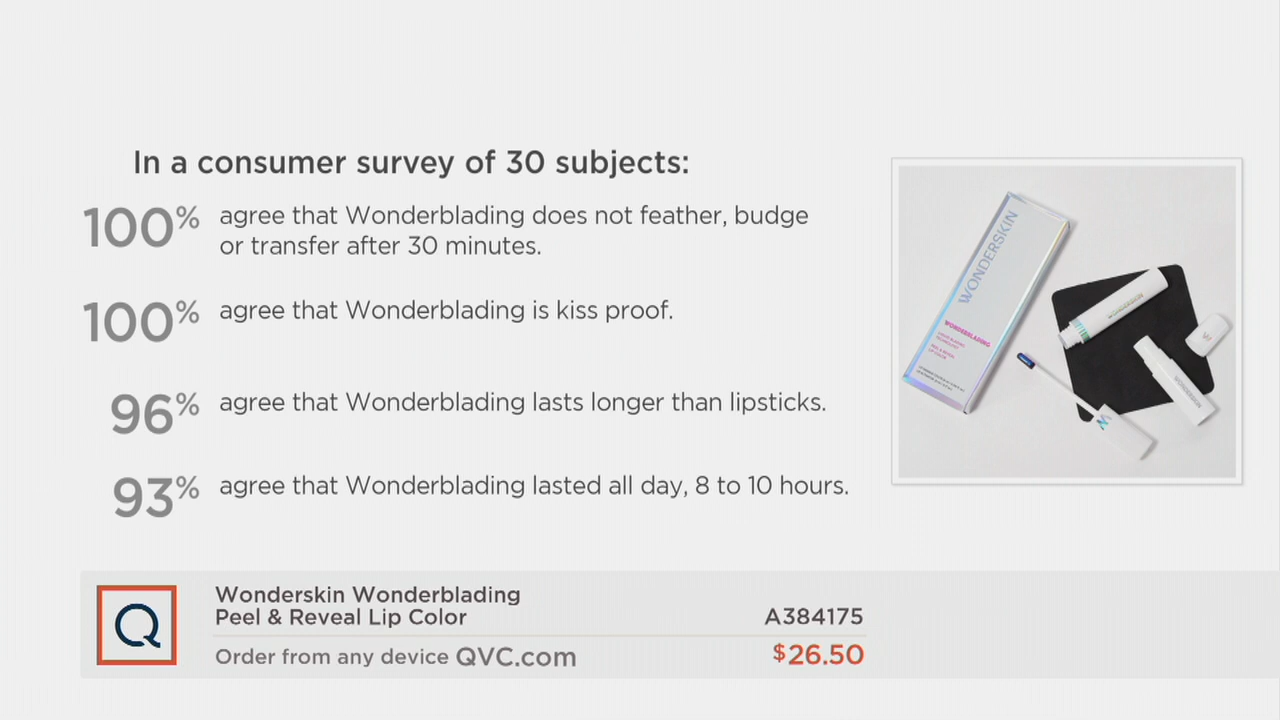 In a consumer survey of 30 subjects:
100% agree that Wonderblading does not feather, budge
or transfer after 30 minutes.
100% agree that Wonderblading is kiss proof.
96% agree that Wonderblading lasts longer than lipsticks.
93% agree that Wonderblading lasted all day, 8 to 10 hours.
WONDERSKIN
WONDERBLADING
WONDERSKIN
WONDERSKIN
W
Q
Wonderskin Wonderblading
Peel & Reveal Lip Color A384175
Order from any device QVC.com $26.50